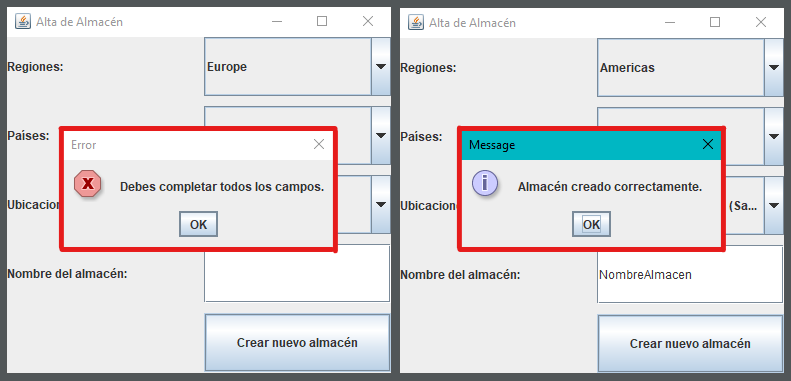 Alta de Almacén
Regiones:
Europe
Países:
Error
Debes completar todos los campos.
OK
Nombre del almacén:
Crear nuevo almacén
Alta de Almacén
Regiones:
Americas
Países:
Message
Almacén creado correctamente.
OK
(Sa...
Nombre del almacén:
NombreAlmacen
Crear nuevo almacén